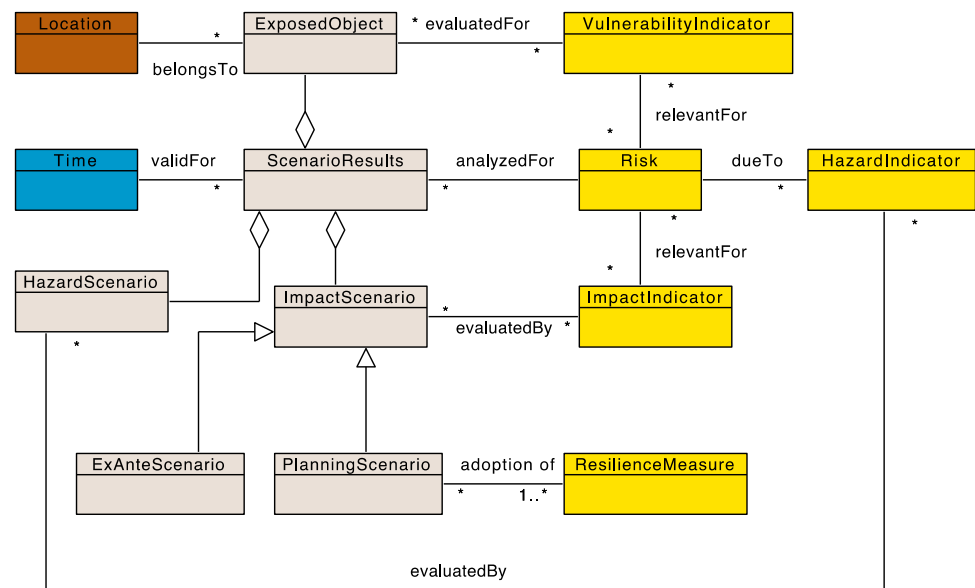 Location
*
belongsTo
ExposedObject
* evaluatedFor
*
VulnerabilityIndicator
*
relevantFor
*
Time
validFor
*
ScenarioResults
analyzedFor
*
Risk
dueTo
*
HazardIndicator
*
*
relevantFor
*
HazardScenario
*
ImpactScenario
*
evaluatedBy
*
ImpactIndicator
ExAnteScenario
PlanningScenario
adoption of
*
1..*
ResilienceMeasure
evaluatedBy